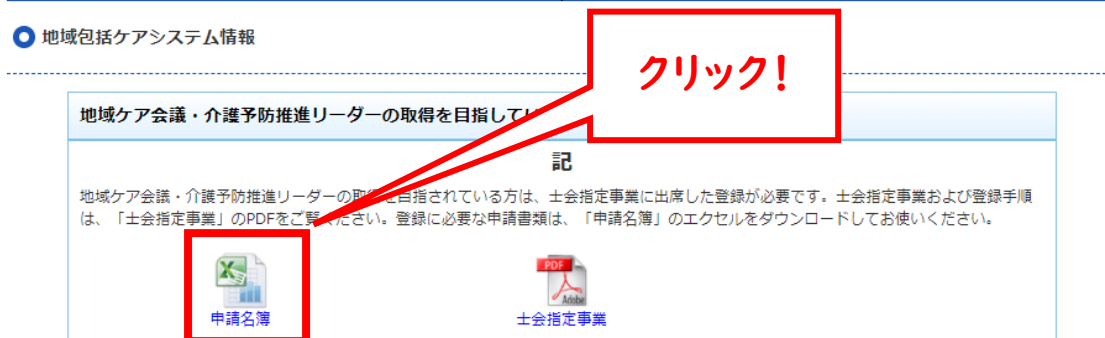 地域包括ケアシステム情報
クリック！
地域ケア会議・介護予防推進リーダーの取得を目指してい
記
地域ケア会議・介護予防推進リーダーの取得を目指されている方は、士会指定事業に出席した登録が必要です。士会指定事業および登録手順
は、「士会指定事業」のPDFをご覧ください。登録に必要な申請書類は、「申請名簿」のエクセルをダウンロードしてお使いください。
PDF
Adobe
申請名簿
士会指定事業